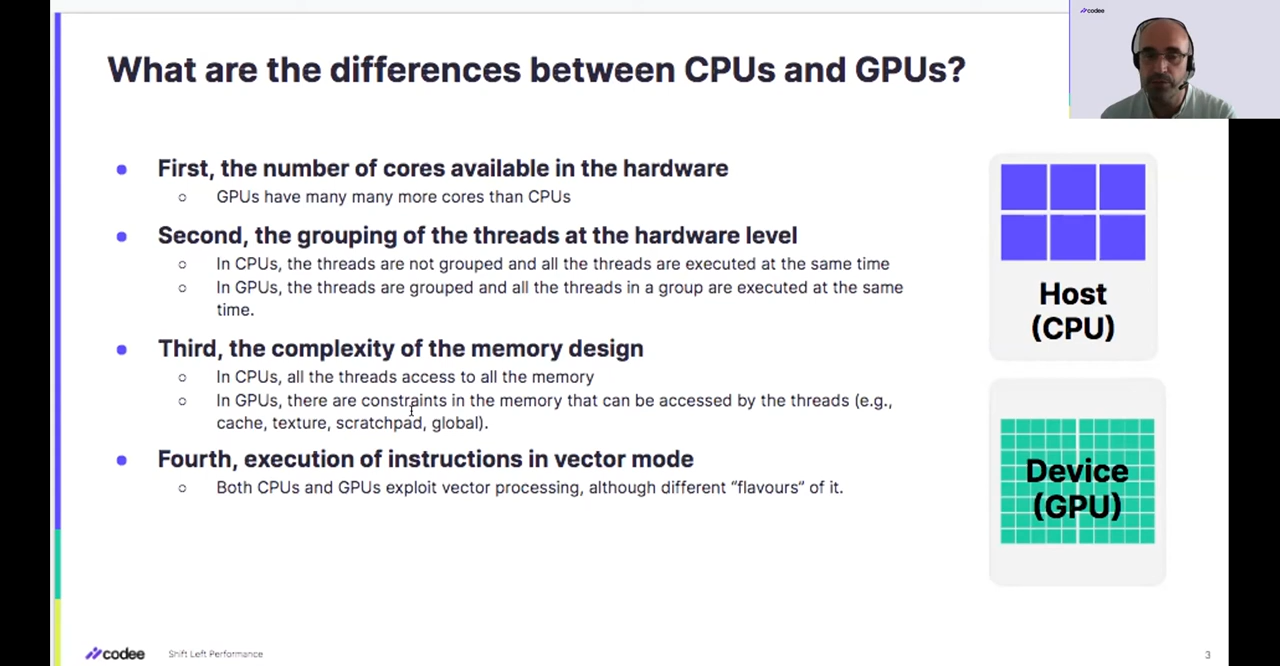 codee
What are the differences between CPUs and GPUs?
First, the number of cores available in the hardware
GPUs have many many more cores than CPUs
Second, the grouping of the threads at the hardware level
In CPUs, the threads are not grouped and all the threads are executed at the same time
In GPUs, the threads are grouped and all the threads in a group are executed at the same
time.
Third, the complexity of the memory design
In CPUs, all the threads access to all the memory
In GPUs, there are constraints in the memory that can be accessed by the threads (e.g.,
cache, texture, scratchpad, global).
Fourth, execution of instructions in vector mode
Both CPUs and GPUs exploit vector processing, although different “flavours” of it.
Host
(CPU)
Device
(GPU)
codee
Shift Left Performance
3